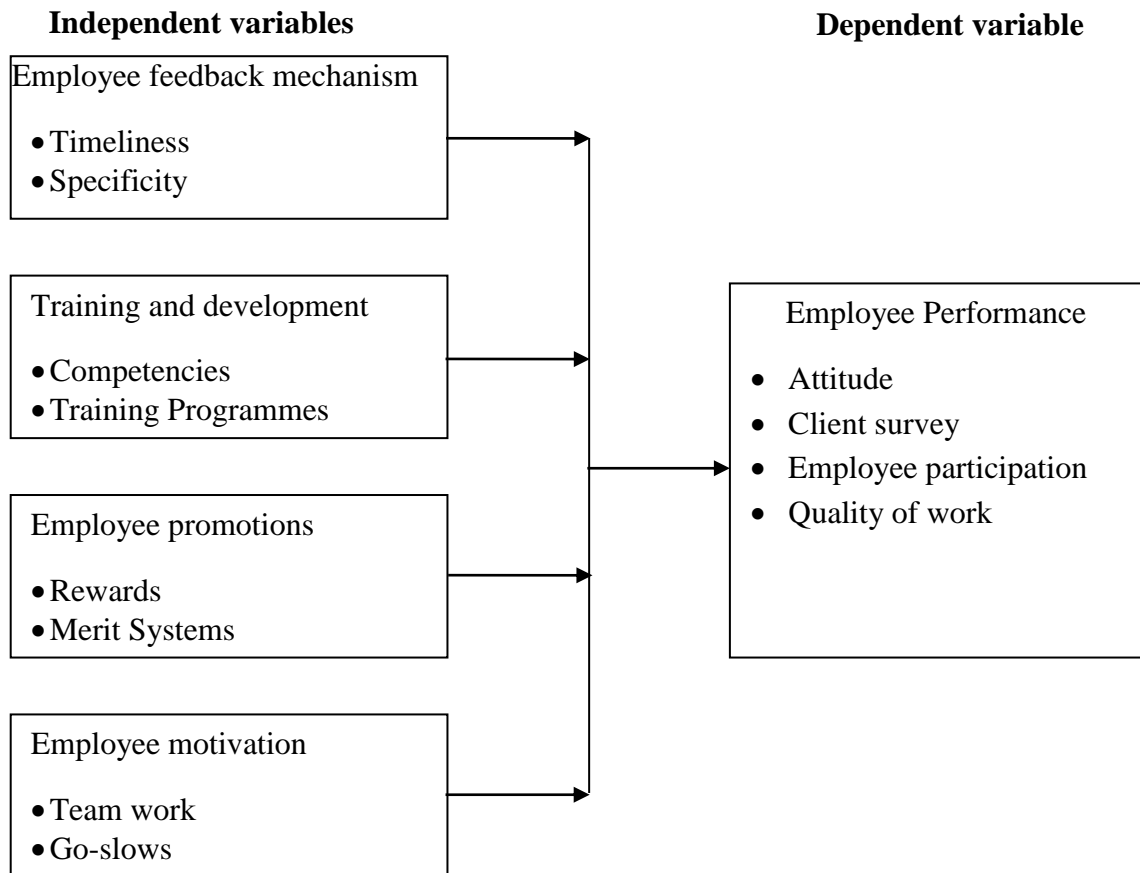 Independent variables
Dependent variable
Employee feedback mechanism
• Timeliness
• Specificity
Training and development
• Competencies
• Training Programmes
Employee promotions
• Rewards
• Merit Systems
Employee motivation
• Team work
• Go-slows
Employee Performance
• Attitude
• Client survey
• Employee participation
• Quality of work